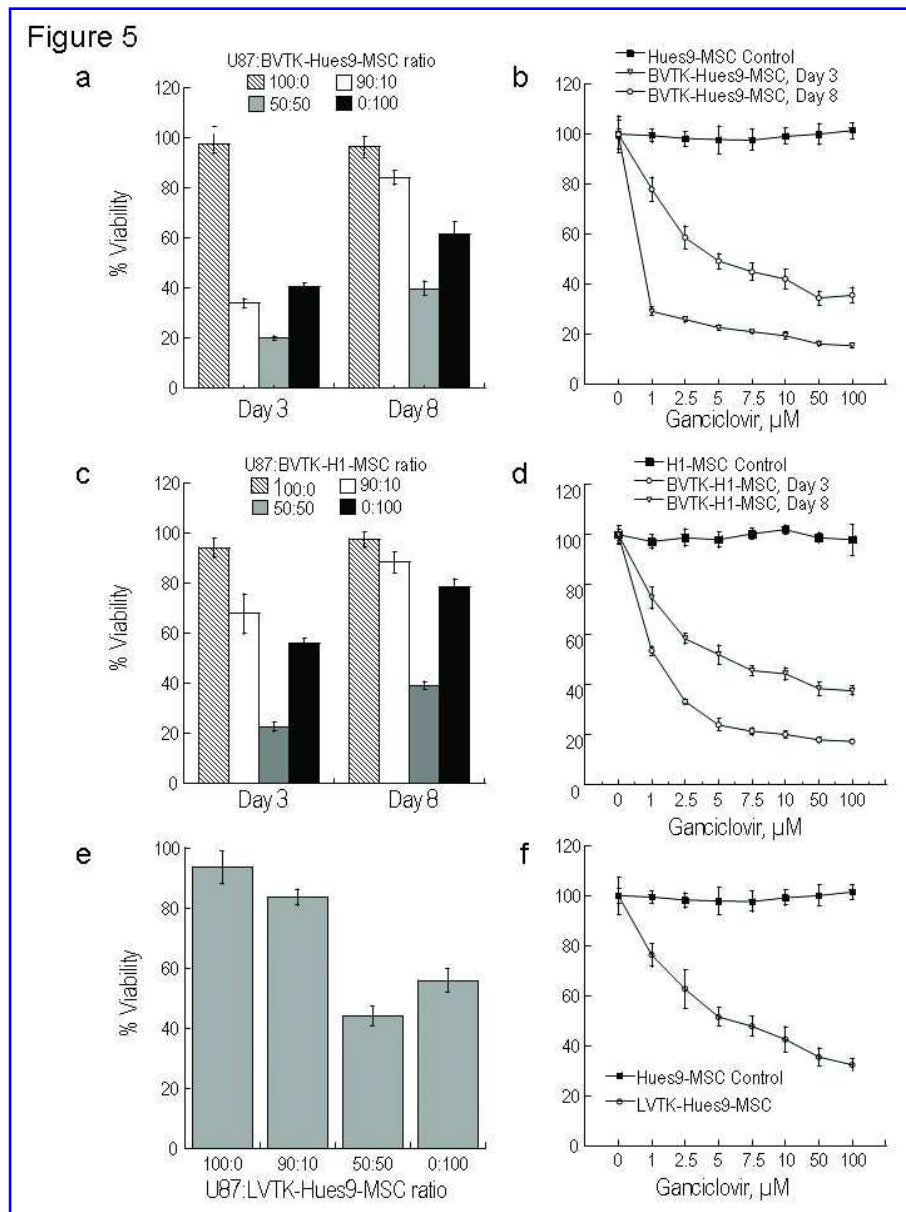 Figure 5
a
U87:BVTK-Hues9-MSC ratio
100:0 90:10
50:50 0:100
120
100
80
60
40
20
0
% Viability
Day 3 Day 8
b
Hues9-MSC Control
BVTK-Hues9-MSC, Day 3
BVTK-Hues9-MSC, Day 8
120
100
80
60
40
20
0
0 1 2.5 5 7.5 10 50 100
Ganciclovir, µM
c
U87:BVTK-H1-MSC ratio
100:0 90:10
50:50 0:100
120
100
80
60
40
20
0
% Viability
Day 3 Day 8
d
H1-MSC Control
BVTK-H1-MSC, Day 3
BVTK-H1-MSC, Day 8
120
100
80
60
40
20
0
0 1 2.5 5 7.5 10 50 100
Ganciclovir, µM
e
100
80
60
40
20
0
% Viability
100:0 90:10 50:50 0:100
U87:LVTK-Hues9-MSC ratio
f
120
100
80
60
40
20
0
Hues9-MSC Control
LVTK-Hues9-MSC
0 1 2.5 5 7.5 10 50 100
Ganciclovir, µM